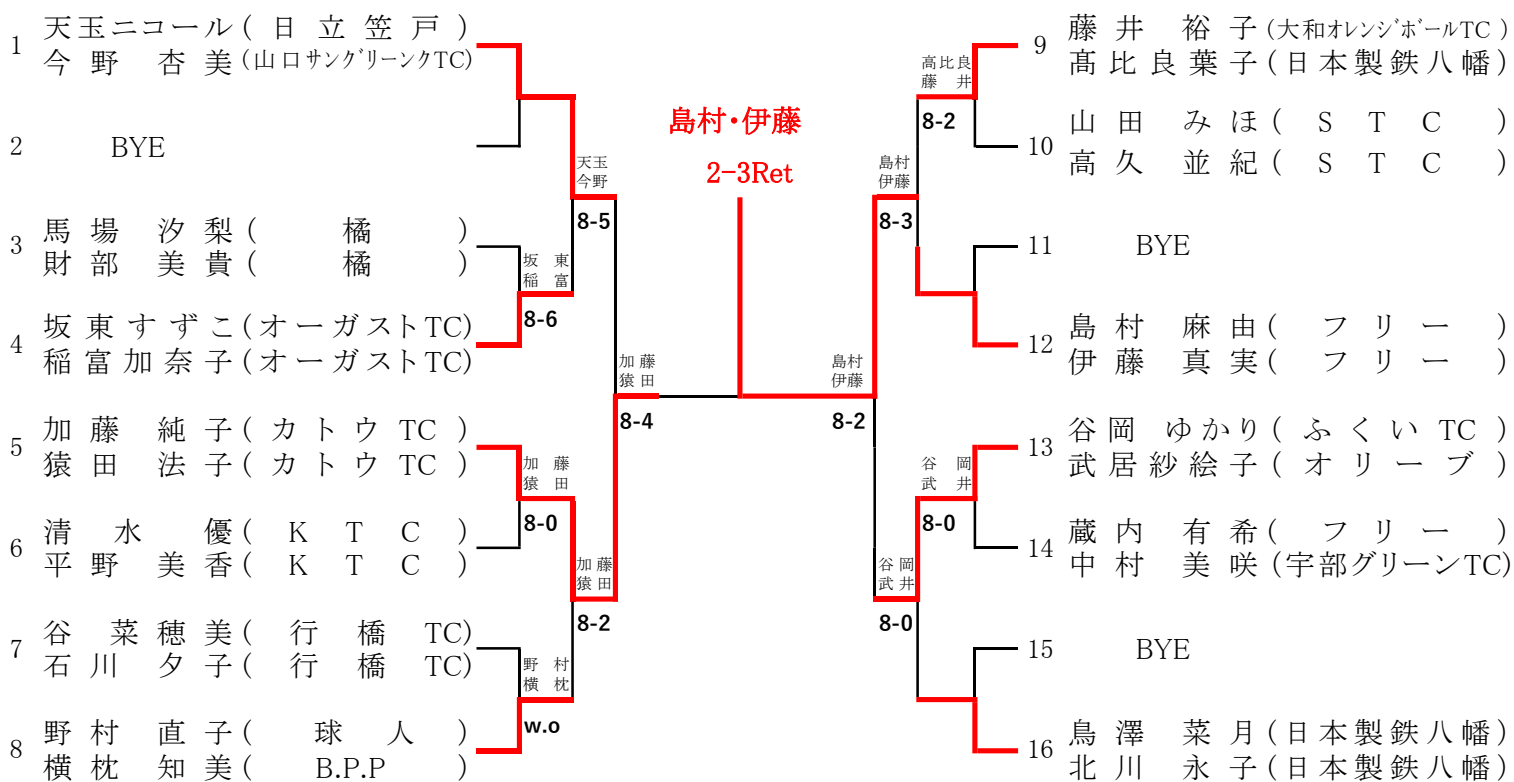 1
天玉ニコール(日立笠戸)
今野 杏美(山口サングリーンクTC)
2
BYE
3
馬場 汐梨(橘)
財部 美貴(橘)
4
坂東すずこ(オーガストTC)
稲富加奈子(オーガストTC)
5
加藤 純子(カトウTC)
猿田 法子(カトウTC)
6
清水 優(KTC)
平野 美香(KTC)
7
谷 菜穂美(行橋TC)
石川 夕子(行橋TC)
8
野村 直子(球人)
横枕 知美(B.P.P)
坂東
稲富
8-6
加藤
猿田
8-0
野村
横枕
w.o
天玉
今野
8-5
加藤
猿田
8-2
加藤
猿田
8-4
島村・伊藤
2-3Ret
島村
伊藤
8-2
島村
伊藤
8-3
谷岡
武井
8-0
高比良
藤井
8-2
谷岡
武井
8-0
9
藤井 裕子(大和オレンジボールTC)
髙比良葉子(日本製鉄八幡)
10
山田 みほ(STC)
高久 並紀(STC)
11
BYE
12
島村 麻由(フリー)
伊藤 真実(フリー)
13
谷岡 ゆかり(ふくいTC)
武居紗絵子(オリーブ)
14
蔵内 有希(フリー)
中村 美咲(宇部グリーンTC)
15
BYE
16
鳥澤 菜月(日本製鉄八幡)
北川 永子(日本製鉄八幡)